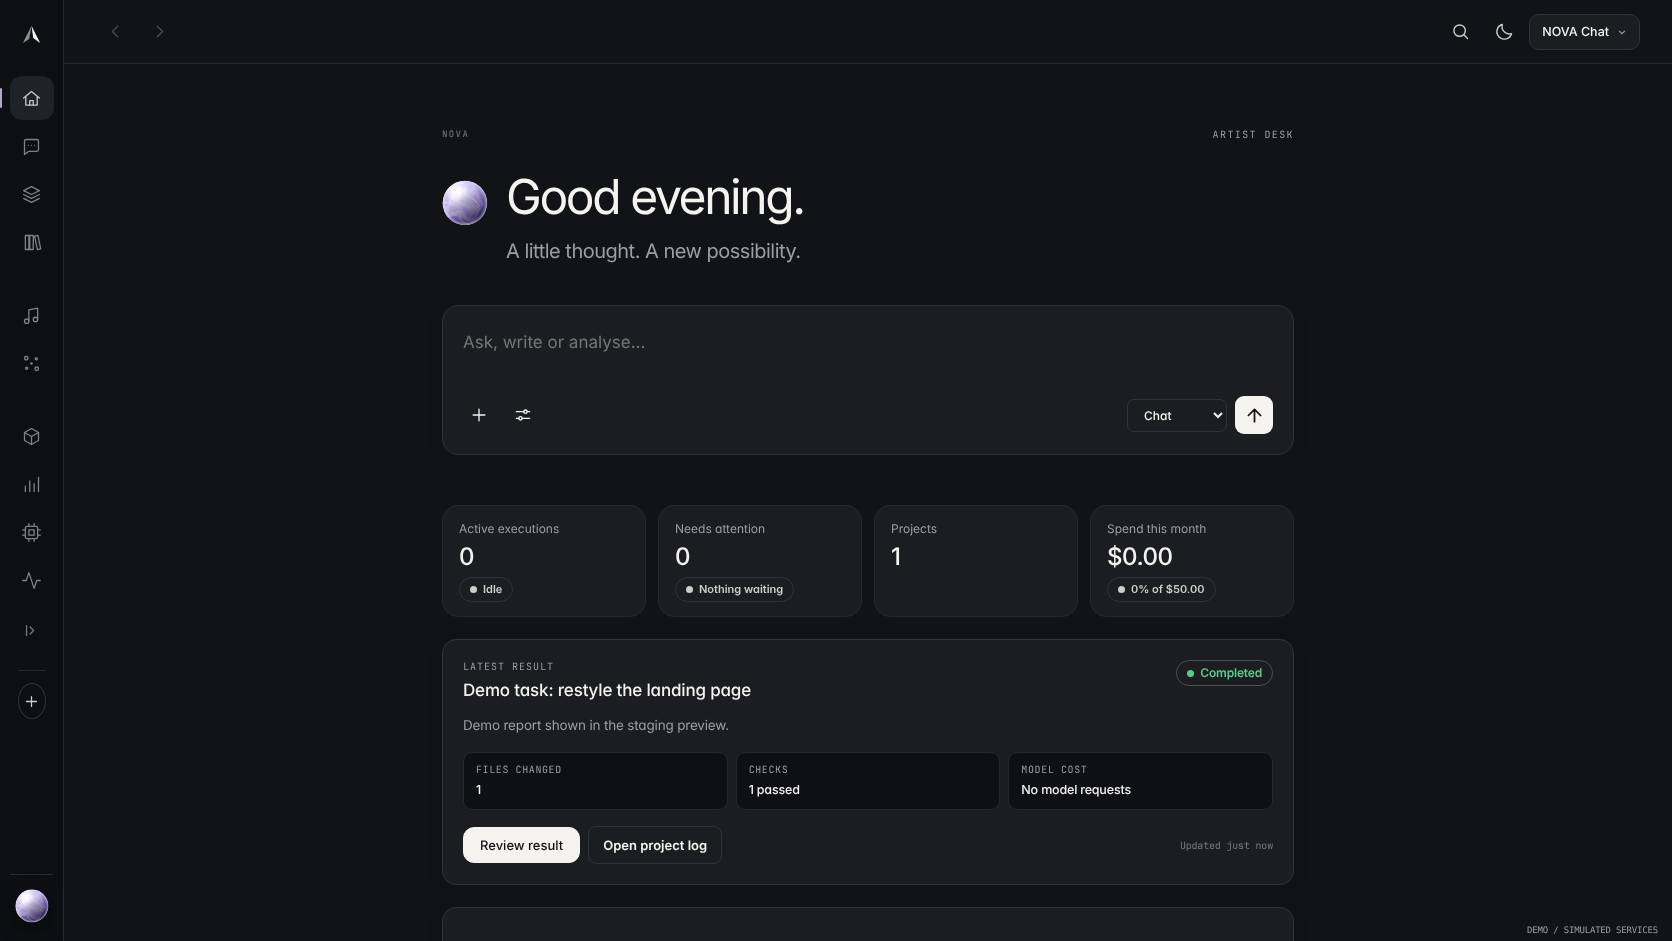 NOVA Chat
NOVA
ARTIST DESK
Good evening.
A little thought. A new possibility.
Ask, write or analyse...
Chat
Active executions
0
Idle
Needs attention
0
Nothing waiting
Projects
1
Spend this month
$0.00
0% of $50.00
LATEST RESULT
Completed
Demo task: restyle the landing page
Demo report shown in the staging preview.
FILES CHANGED
1
CHECKS
1 passed
MODEL COST
No model requests
Review result
Open project log
Updated just now
DEMO / SIMULATED SERVICES